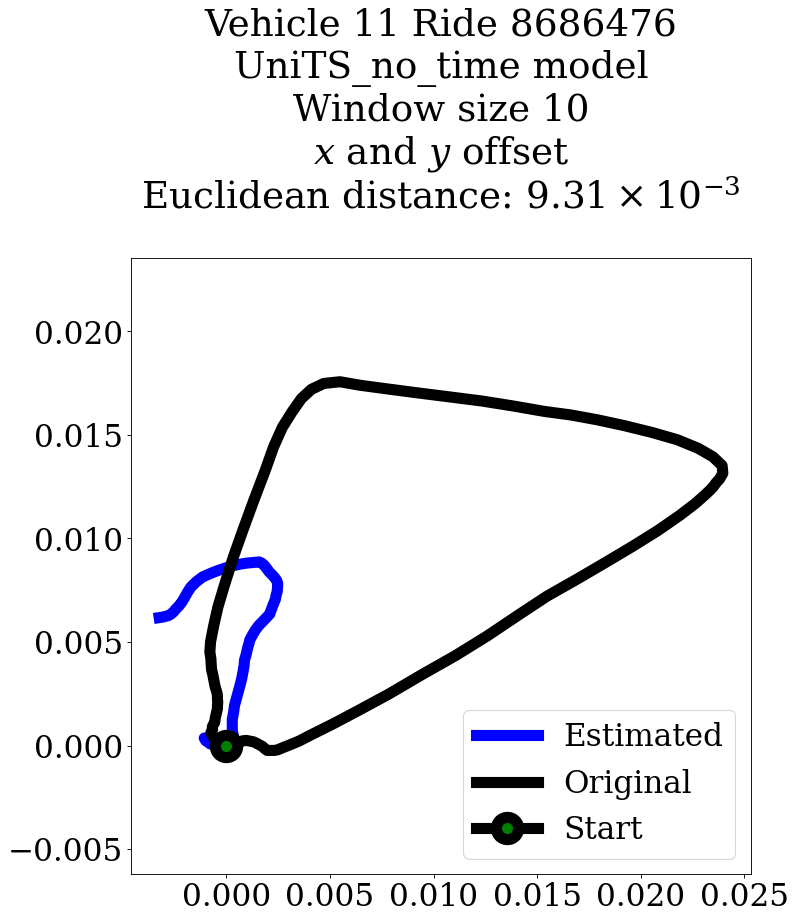 Vehicle 11 Ride 8686476
UniTS_no_time model
Window size 10
x and y offset
Euclidean distance: 9.31 × 10⁻³
0.020
0.015
0.010
0.005
0.000
−0.005
Estimated
Original
Start
0.000 0.005 0.010 0.015 0.020 0.025